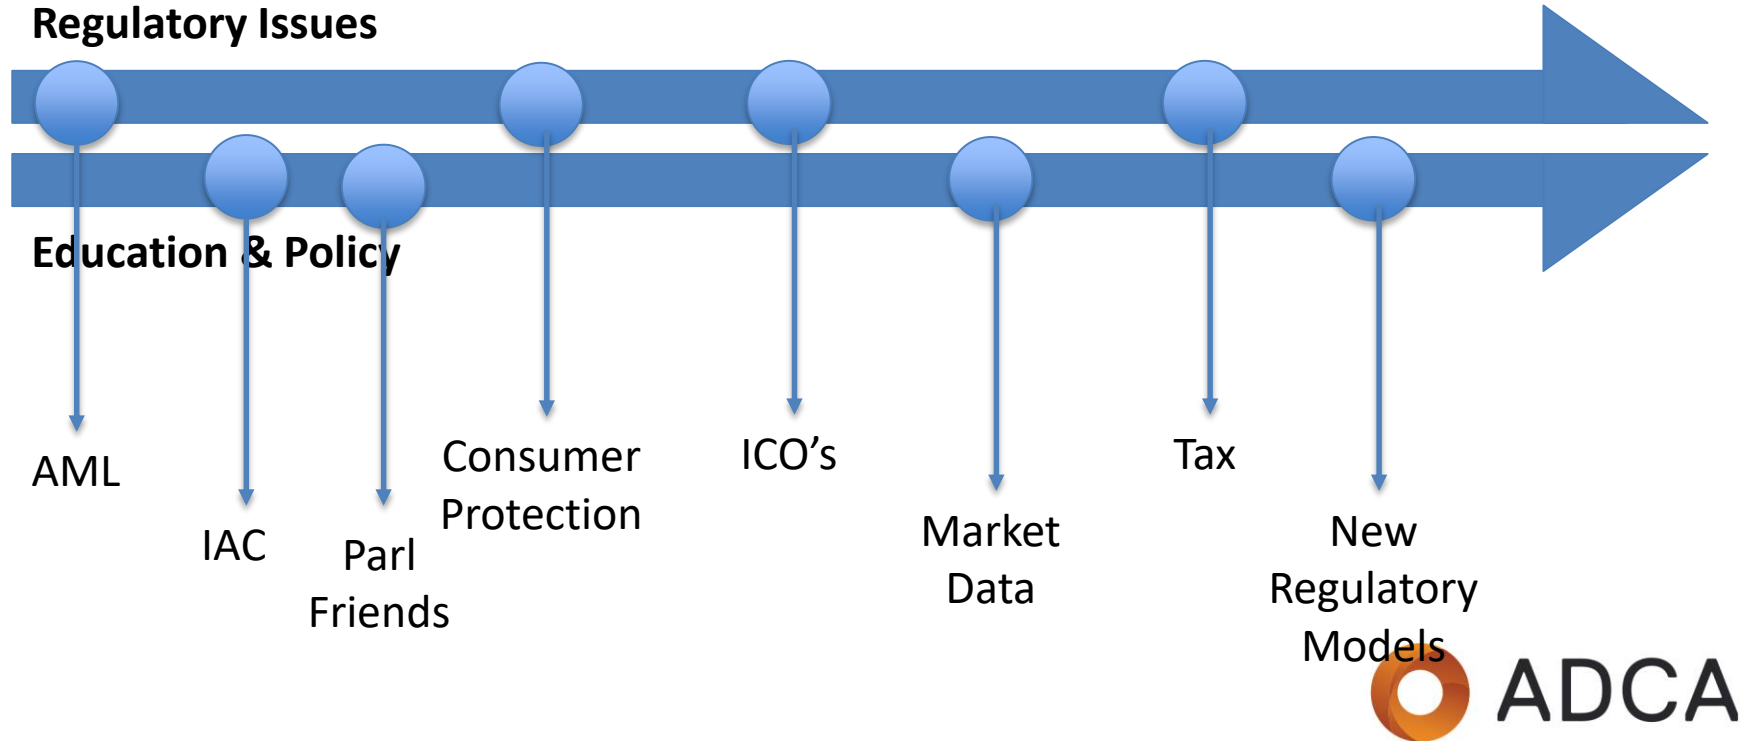 Regulatory Issues
Education & Policy
AML
IAC
Parl
Friends
Consumer
Protection
ICO’s
Market
Data
Tax
New
Regulatory
Models
ADCA